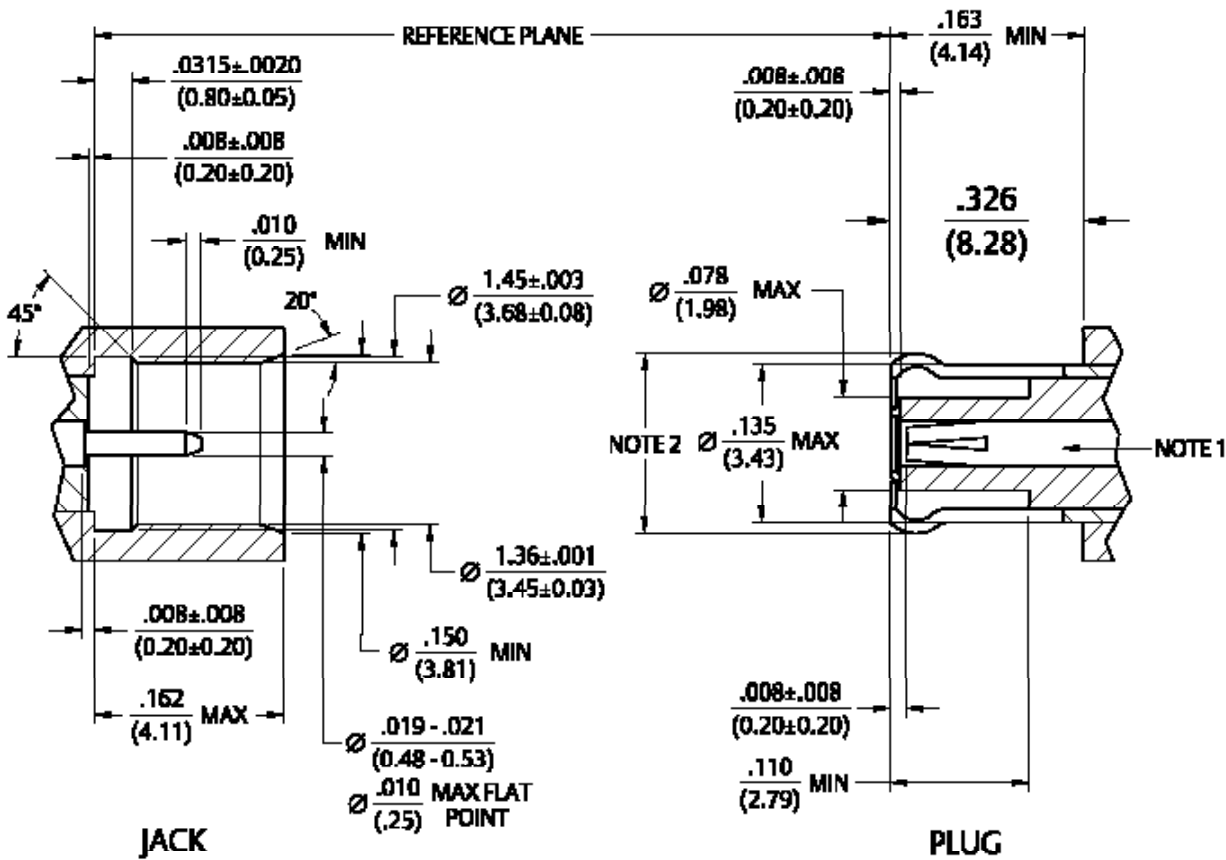 REFERENCE PLANE
.163
(4.14)
MIN
.0315±.0020
(0.80±0.05)
.008±.008
(0.20±0.20)
.008±.008
(0.20±0.20)
.010
(0.25)
MIN
.326
(8.28)
45°
20°
Ø 1.45±.003
(3.68±0.08)
Ø .078
(1.98)
MAX
NOTE 2
Ø .135
(3.43)
MAX
NOTE 1
Ø 1.36±.001
(3.45±0.03)
.008±.008
(0.20±0.20)
Ø .150
(3.81)
MIN
.162
(4.11)
MAX
Ø .019 - .021
(0.48 - 0.53)
Ø .010
(.25)
MAX FLAT
POINT
.008±.008
(0.20±0.20)
.110
(2.79)
MIN
JACK
PLUG